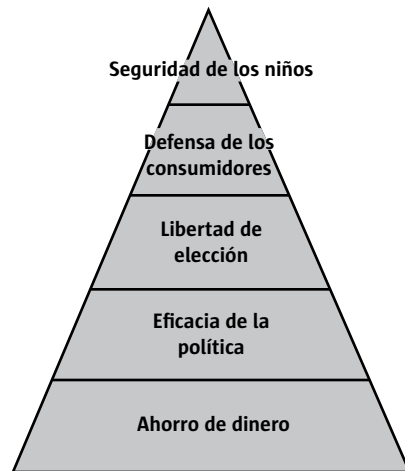 Seguridad de los niños
Defensa de los
consumidores
Libertad de
elección
Eficacia de la
política
Ahorro de dinero